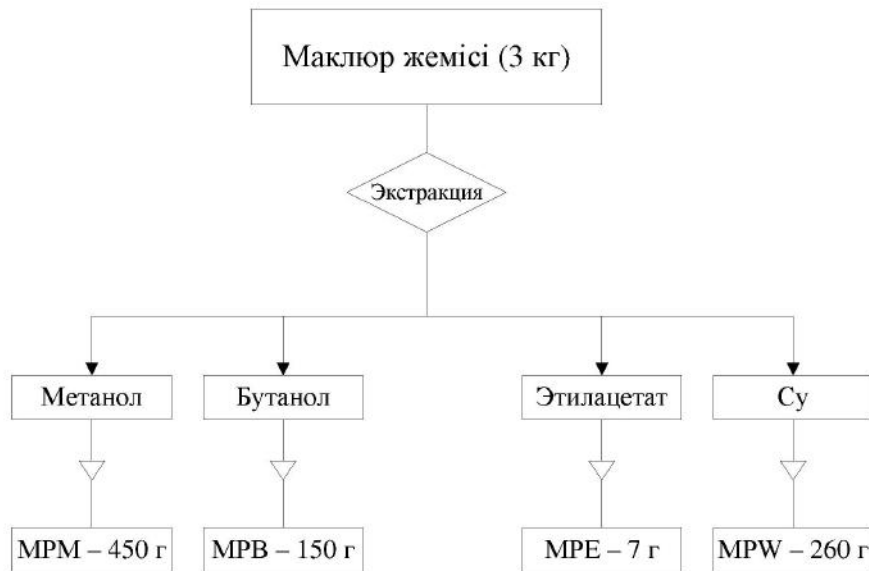 Маклюр жемісі (3 кг)
Экстракция
Метанол
Бутанол
Этилацетат
Су
MPM – 450 г
MPB – 150 г
MPE – 7 г
MPW – 260 г